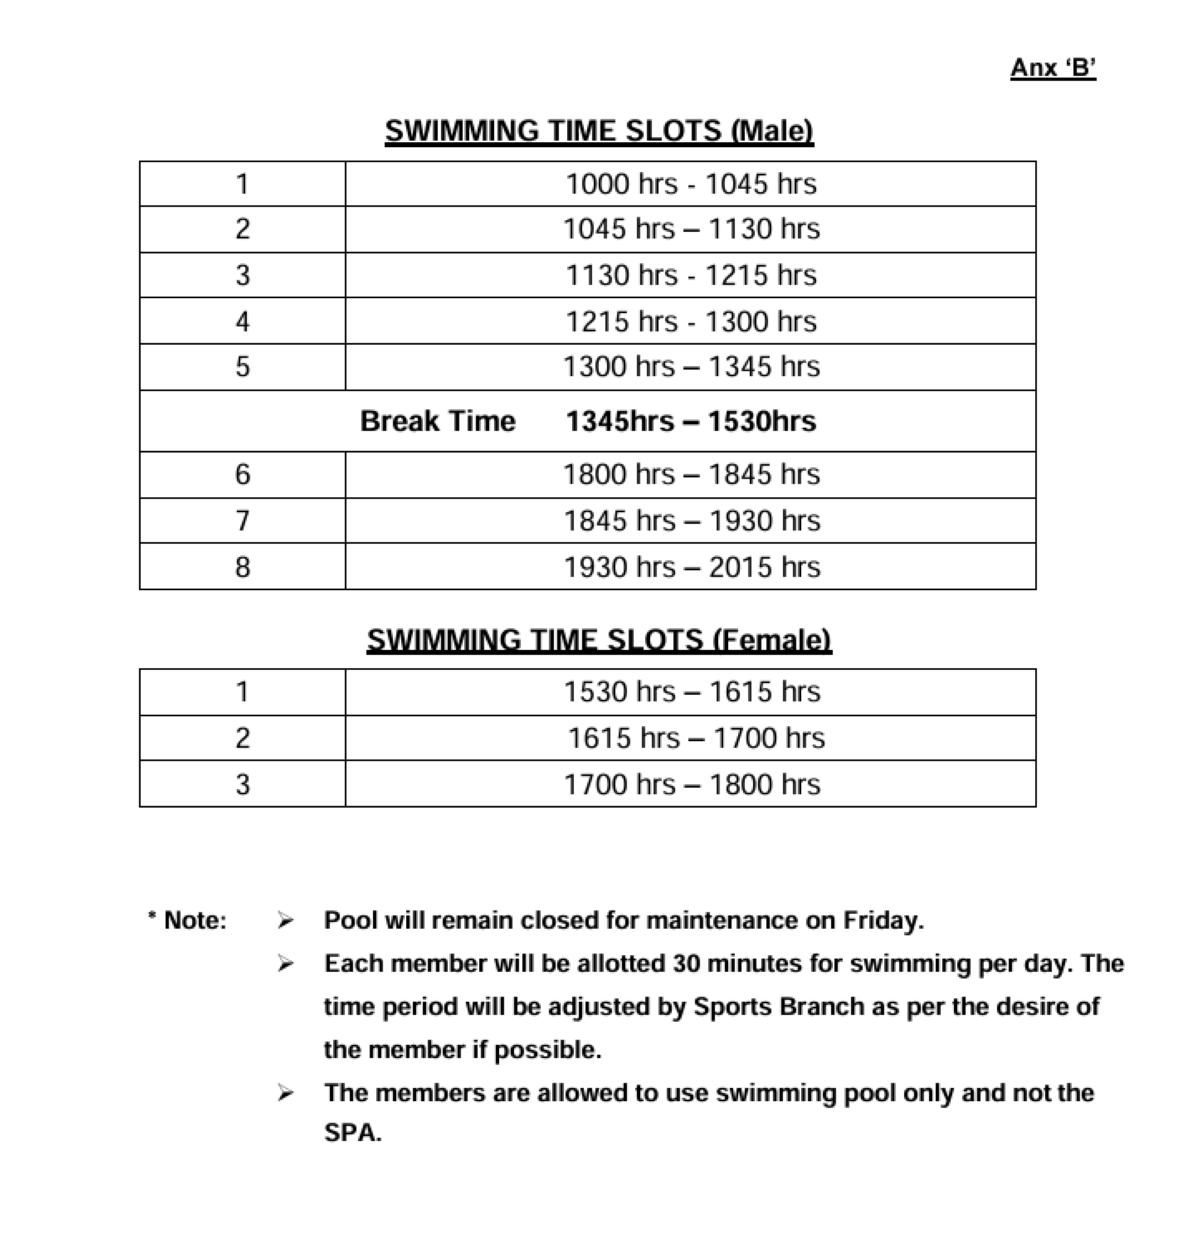 Anx ‘B’
SWIMMING TIME SLOTS (Male)
1 1000 hrs - 1045 hrs
2 1045 hrs – 1130 hrs
3 1130 hrs - 1215 hrs
4 1215 hrs - 1300 hrs
5 1300 hrs – 1345 hrs
Break Time 1345hrs – 1530hrs
6 1800 hrs – 1845 hrs
7 1845 hrs – 1930 hrs
8 1930 hrs – 2015 hrs
SWIMMING TIME SLOTS (Female)
1 1530 hrs – 1615 hrs
2 1615 hrs – 1700 hrs
3 1700 hrs – 1800 hrs
* Note: ➢ Pool will remain closed for maintenance on Friday.
➢ Each member will be allotted 30 minutes for swimming per day. The
time period will be adjusted by Sports Branch as per the desire of
the member if possible.
➢ The members are allowed to use swimming pool only and not the
SPA.